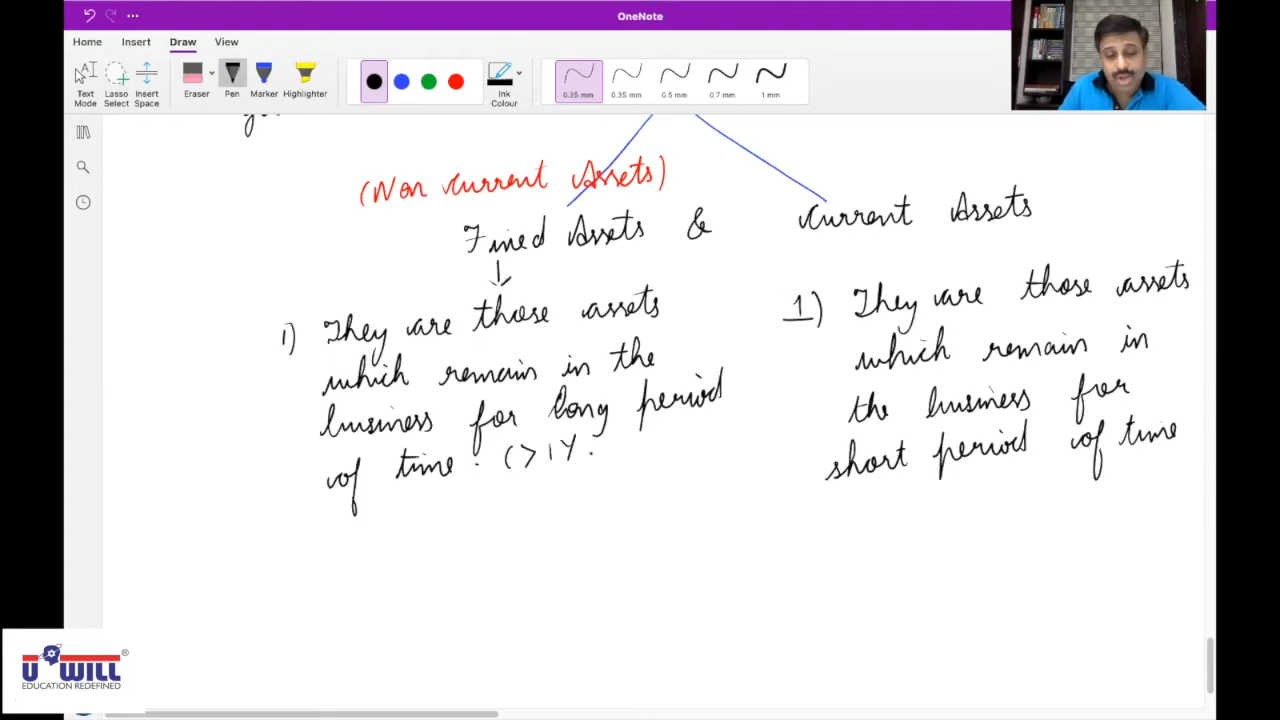 OneNote
Home Insert Draw View
Text Mode
Lasso Select
Insert Space
Eraser
Pen
Marker
Highlighter
Ink Colour
0.25 mm
0.35 mm
0.5 mm
0.7 mm
1 mm
(Non Current Assets)
Fixed Assets & Current Assets
1) They are those assets
which remain in the
business for long period
of time. (>1Y.
1) They are those assets
which remain in
the business for
short period of time
U WILL ®
EDUCATION REDEFINED